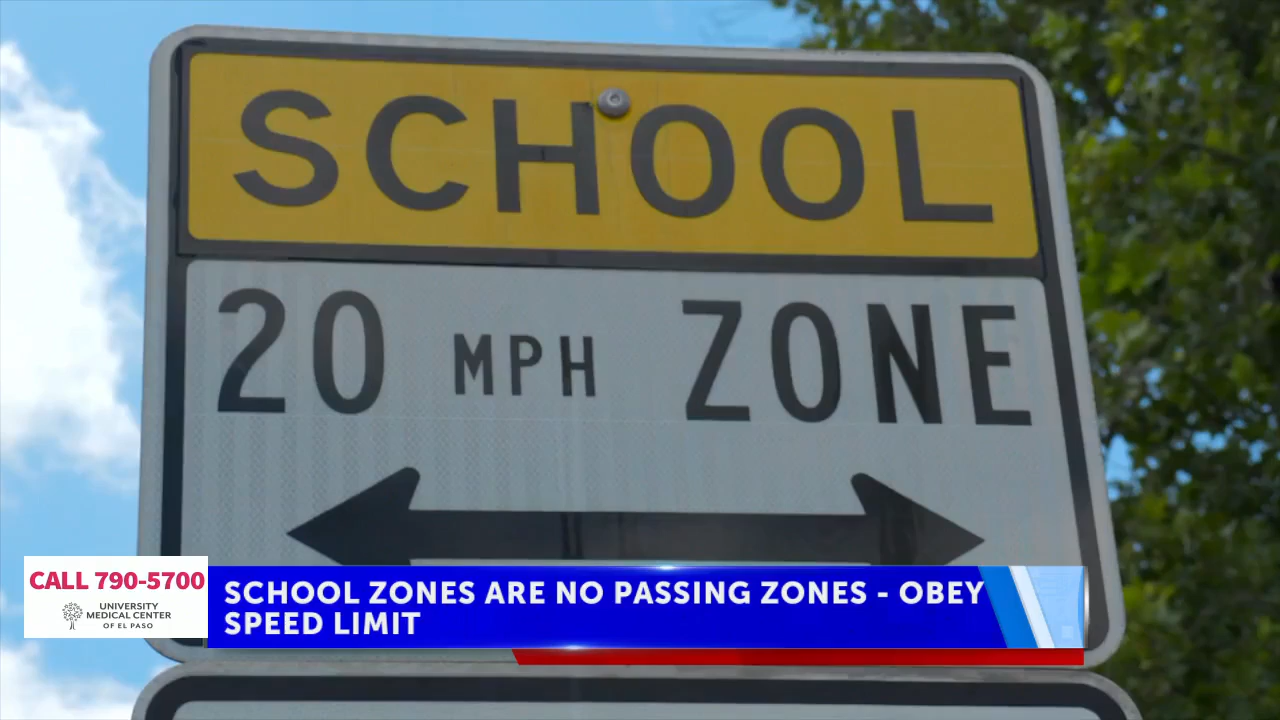 SCHOOL
20 MPH ZONE
CALL 790-5700
UNIVERSITY
MEDICAL CENTER
OF EL PASO
SCHOOL ZONES ARE NO PASSING ZONES - OBEY
SPEED LIMIT